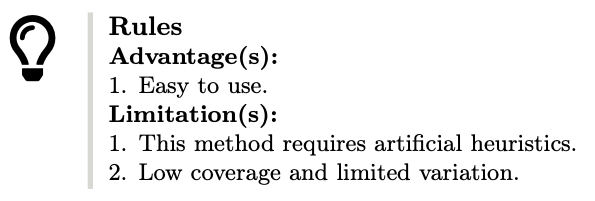 Rules
Advantage(s):
1. Easy to use.
Limitation(s):
1. This method requires artificial heuristics.
2. Low coverage and limited variation.